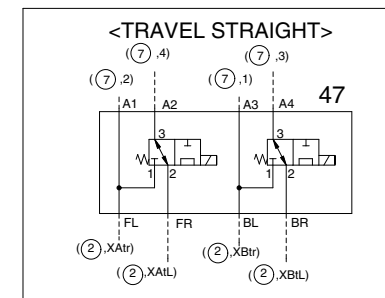 <TRAVEL STRAIGHT>
(7,4) (7,3)
(7,2) (7,1)
47
A1 A2 A3 A4
3 3
1 2 1 2
FL FR BL BR
(2,XAtr) (2,XBtr)
(2,XAtL) (2,XBtL)